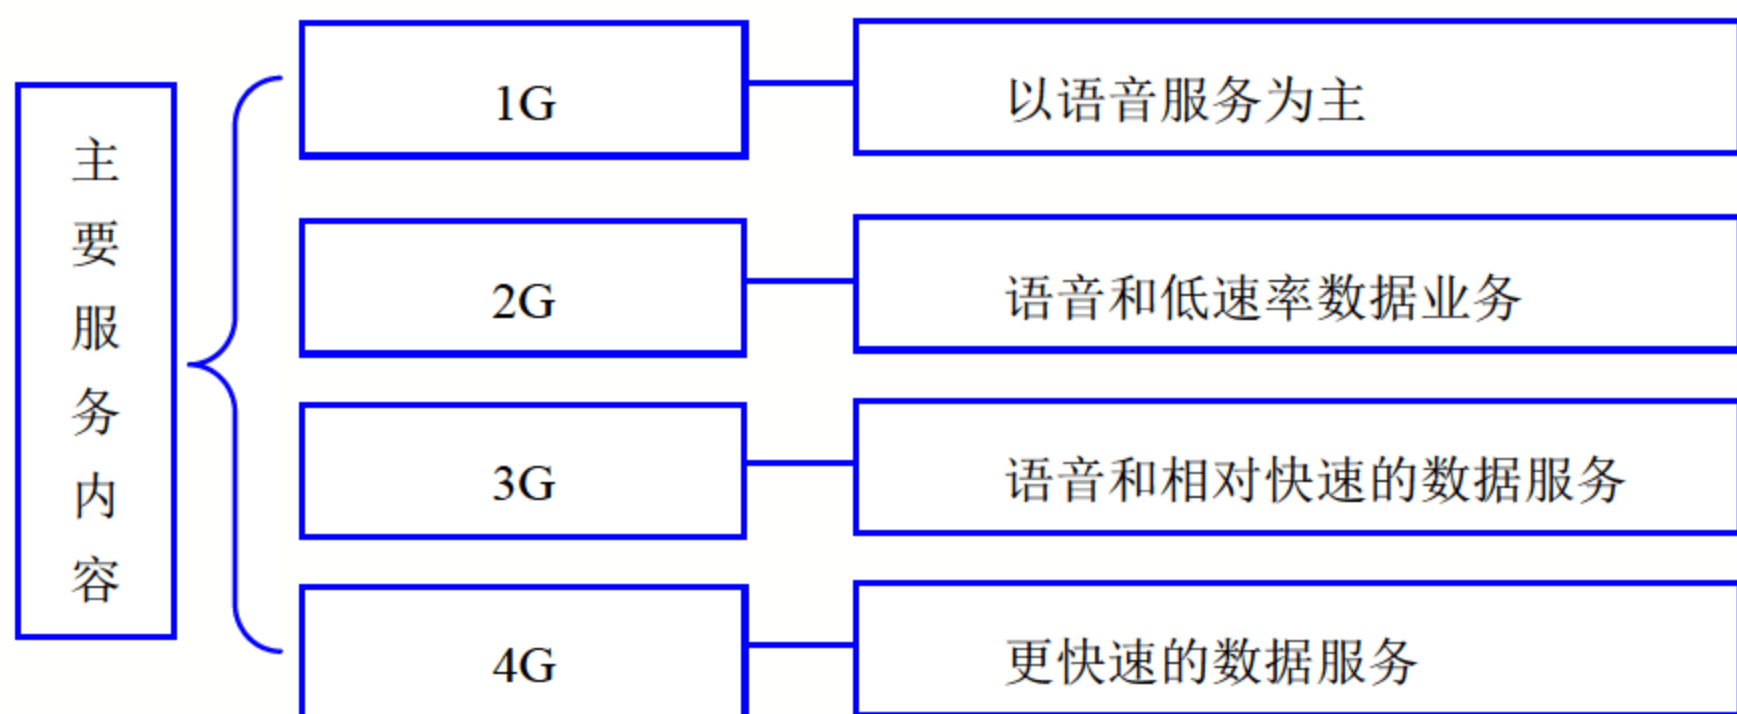 主要服务内容
1G
以语音服务为主
2G
语音和低速率数据业务
3G
语音和相对快速的数据服务
4G
更快速的数据服务